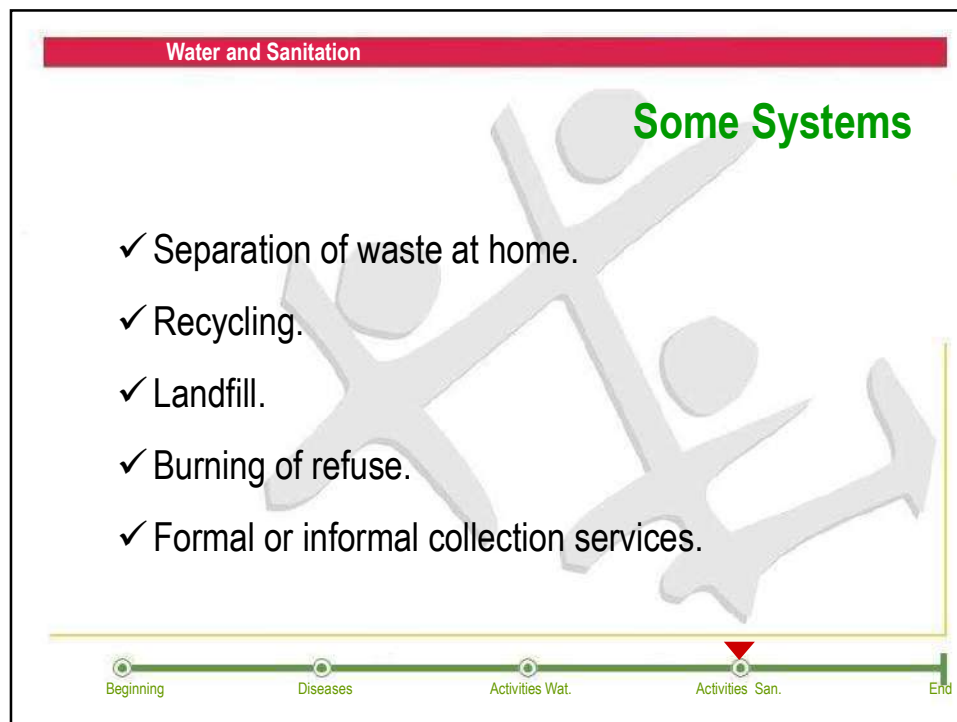 Water and Sanitation
Some Systems
✓ Separation of waste at home.
✓ Recycling.
✓ Landfill.
✓ Burning of refuse.
✓ Formal or informal collection services.
Beginning Diseases Activities Wat. Activities San. End